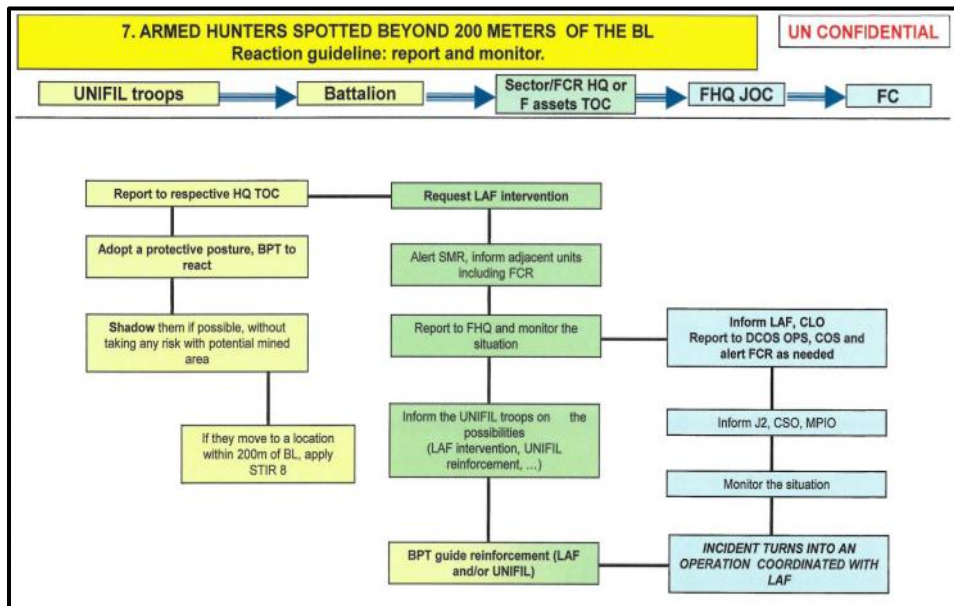 7. ARMED HUNTERS SPOTTED BEYOND 200 METERS OF THE BL
Reaction guideline: report and monitor.
UN CONFIDENTIAL
UNIFIL troops
Battalion
Sector/FCR HQ or
F assets TOC
FHQ JOC
FC
Report to respective HQ TOC
Request LAF intervention
Adopt a protective posture, BPT to
react
Alert SMR, inform adjacent units
including FCR
Shadow them if possible, without
taking any risk with potential mined
area
Report to FHQ and monitor the
situation
Inform LAF, CLO
Report to DCOS OPS, COS and
alert FCR as needed
If they move to a location
within 200m of BL, apply
STIR 8
Inform the UNIFIL troops on the
possibilities
(LAF intervention, UNIFIL
reinforcement, ...)
Inform J2, CSO, MPIO
Monitor the situation
BPT guide reinforcement (LAF
and/or UNIFIL)
INCIDENT TURNS INTO AN
OPERATION COORDINATED WITH
LAF